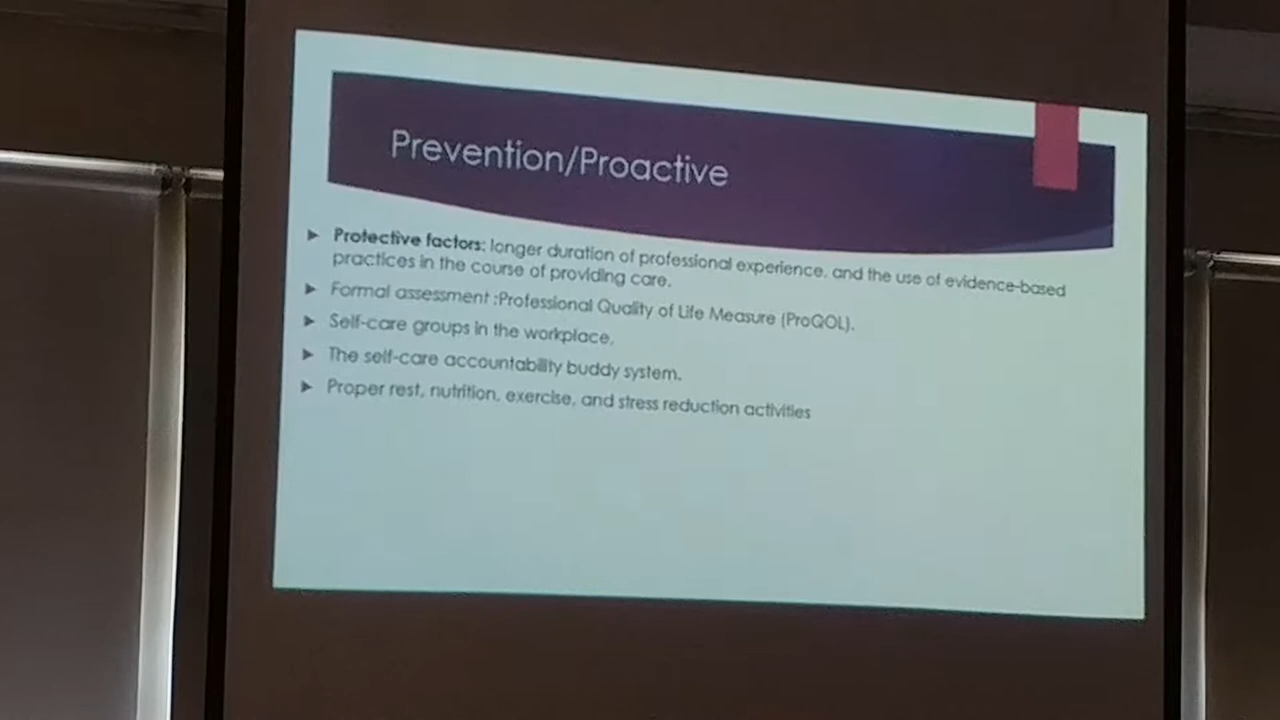 Prevention/Proactive
▶ Protective factors: longer duration of professional experience, and the use of evidence-based
practices in the course of providing care.
▶ Formal assessment :Professional Quality of Life Measure (ProQOL).
▶ Self-care groups in the workplace.
▶ The self-care accountability buddy system.
▶ Proper rest, nutrition, exercise, and stress reduction activities